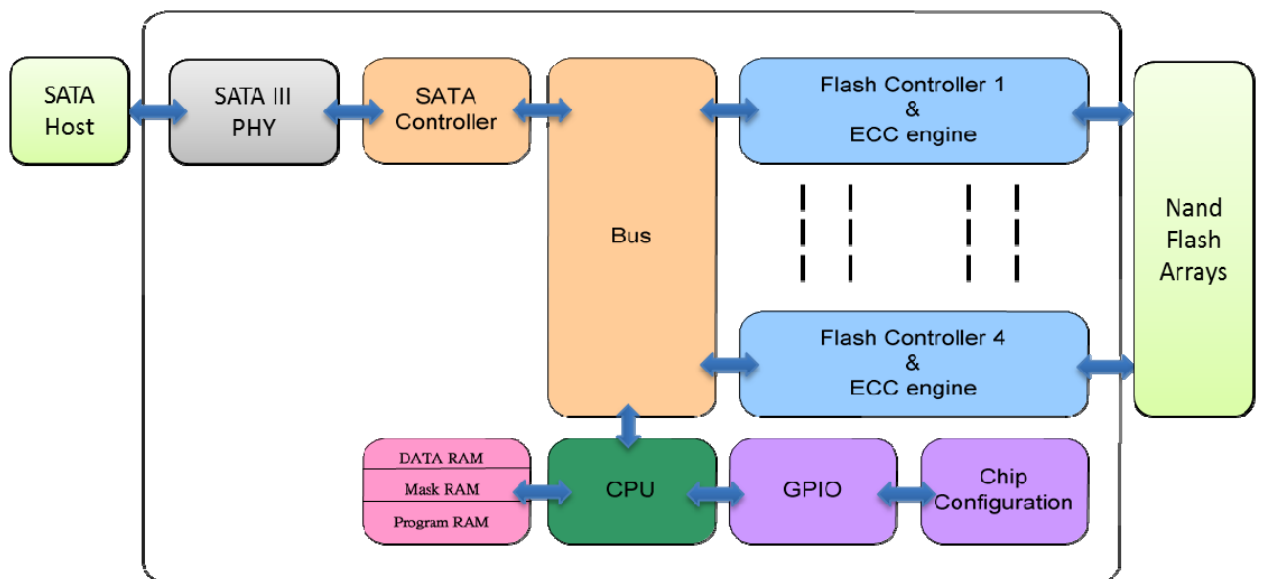 SATA
Host
SATA III
PHY
SATA
Controller
Bus
Flash Controller 1
&
ECC engine
Flash Controller 4
&
ECC engine
Nand
Flash
Arrays
DATA RAM
Mask RAM
Program RAM
CPU
GPIO
Chip
Configuration